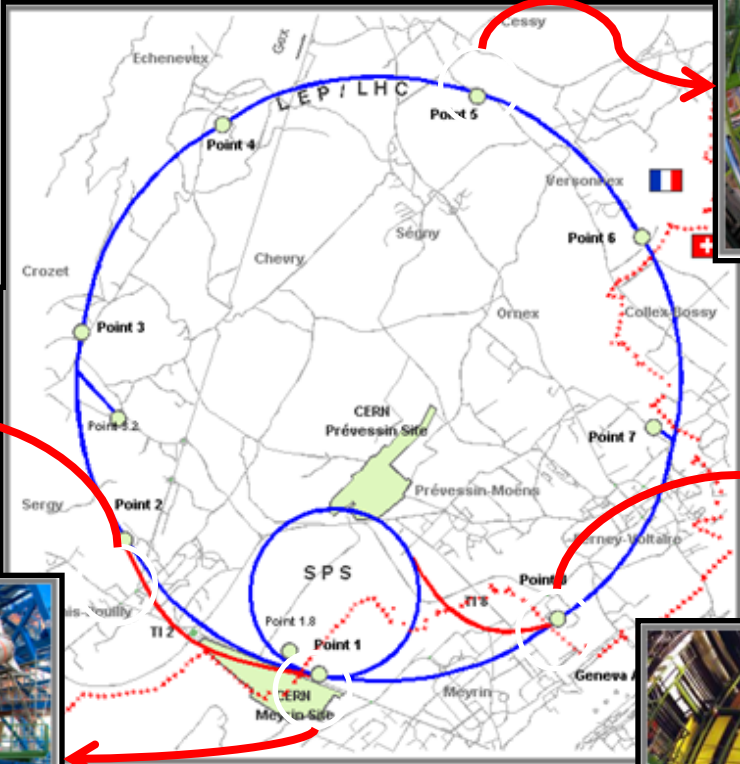 Cessy
Echenevex
Gex
LEP/LHC
Point 5
Point 4
Versonnex
Point 6
Ségny
Chevry
Crozet
Collex-Bossy
Ornex
Point 3
CERN
Prévessin Site
Point 3.2
Point 7
Prévessin-Moëns
Sergy
Point 2
Ferney-Voltaire
SPS
Point
TI 8
Point 1.8
TI 2
Point 1
Geneva
CERN
Meyrin
Meyrin Site